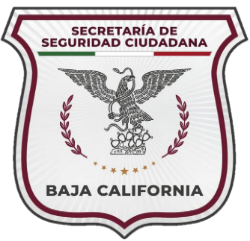 SECRETARÍA DE
SEGURIDAD CIUDADANA
BAJA CALIFORNIA